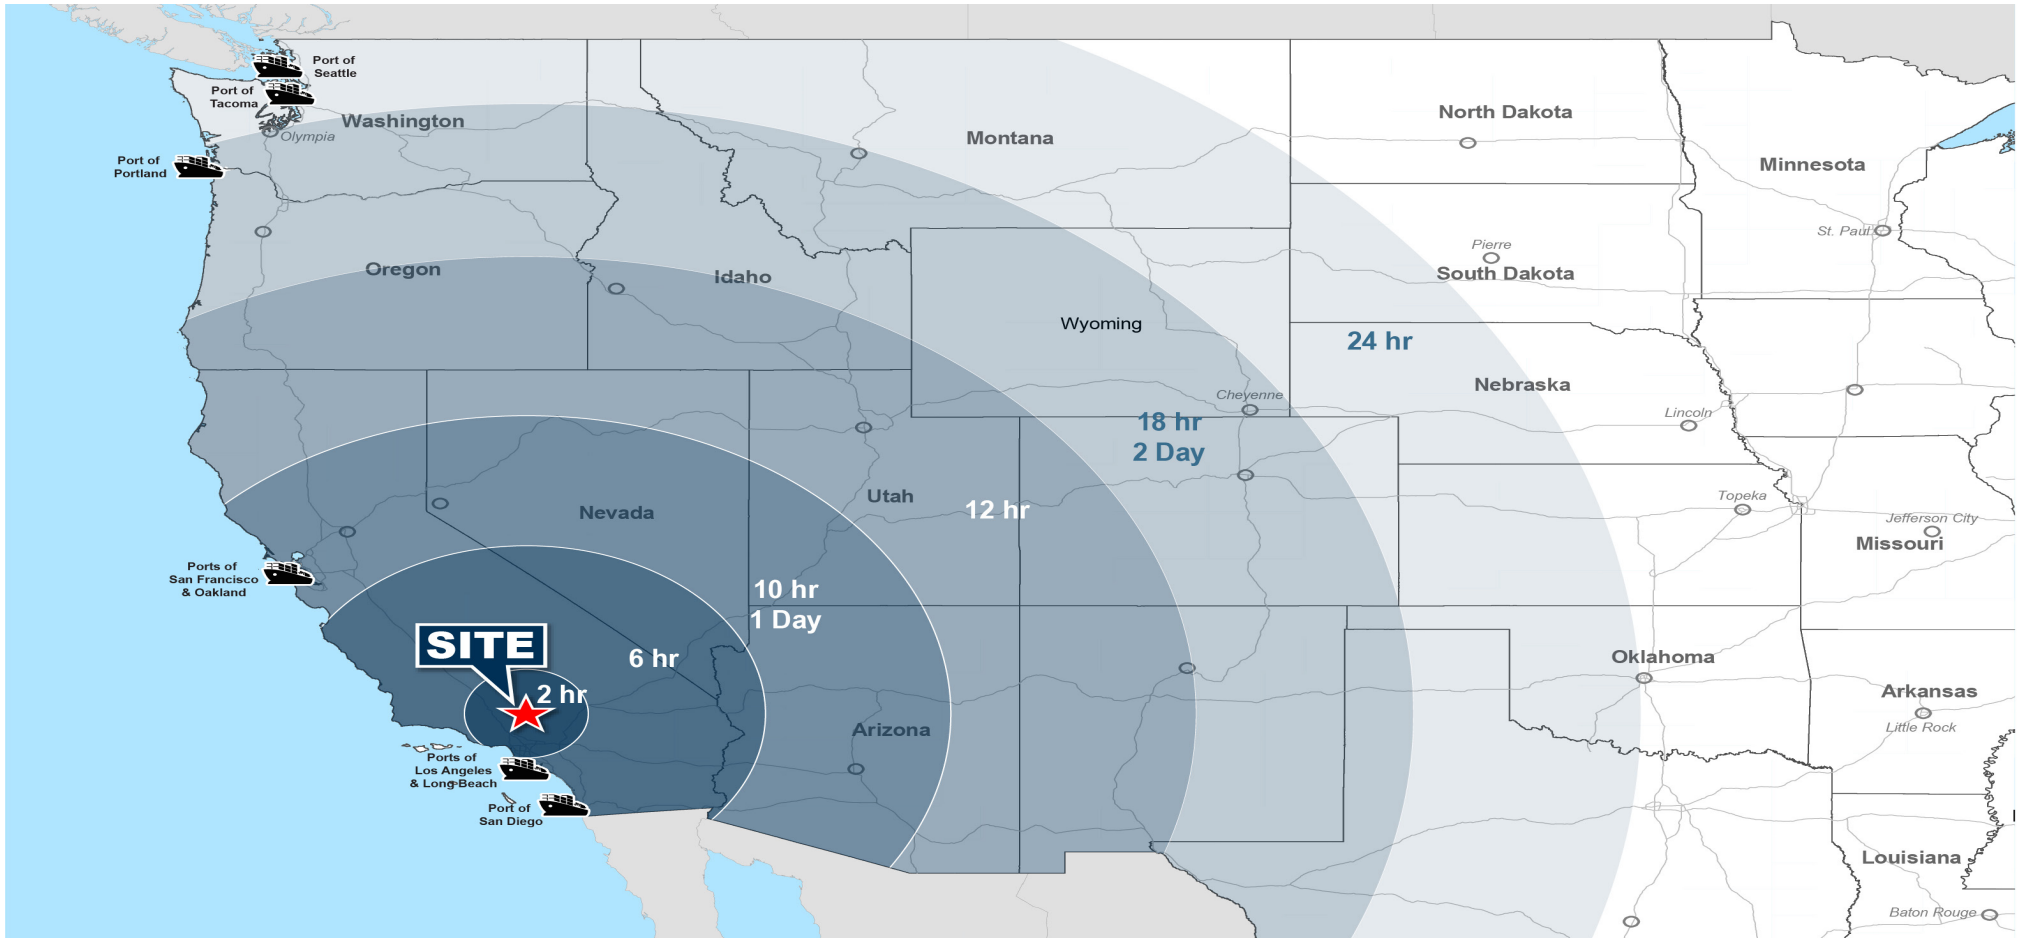 Port of
Seattle
Port of
Tacoma
Washington
Olympia
Montana
North Dakota
Minnesota
Port of
Portland
St. Paul
Pierre
South Dakota
Oregon
Idaho
Wyoming
24 hr
Nebraska
Cheyenne
Lincoln
18 hr
2 Day
Utah
Nevada
12 hr
Topeka
Jefferson City
Missouri
Ports of
San Francisco
& Oakland
10 hr
1 Day
SITE
6 hr
2 hr
Oklahoma
Arkansas
Little Rock
Arizona
Ports of
Los Angeles
& Long Beach
Port of
San Diego
Louisiana
Baton Rouge